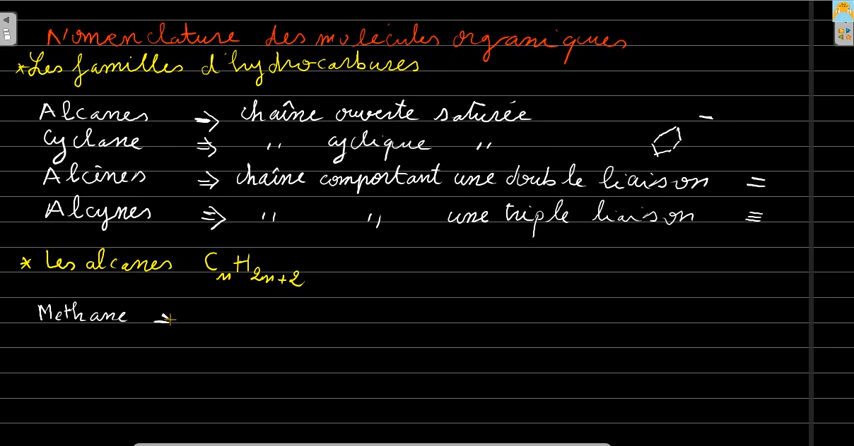 Nomenclature des molécules organiques
* Les familles d'hydrocarbures
Alcanes → chaîne ouverte saturée —
Cyclane ⇒ " cyclique "
Alcènes ⇒ chaîne comportant une double liaison =
Alcynes ⇒ " " une triple liaison ≡
* Les alcanes CnH2n+2
Methane →